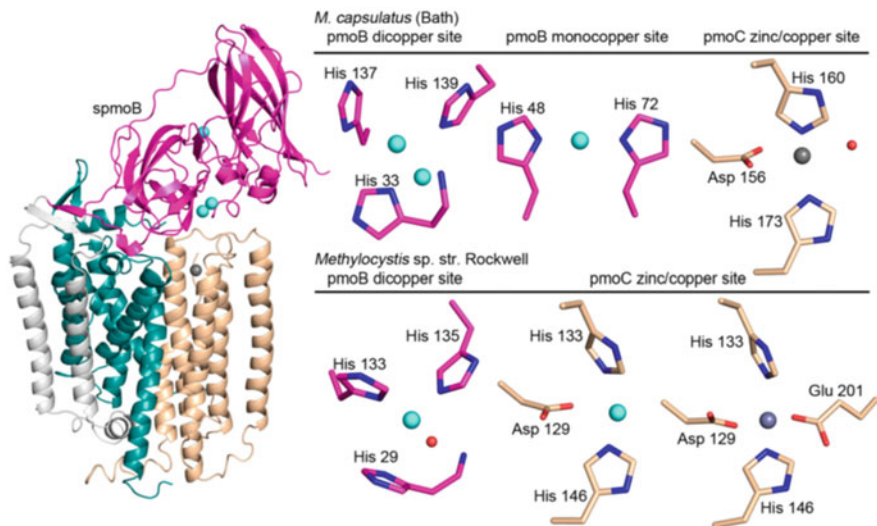 M. capsulatus (Bath)
pmoB dicopper site pmoB monocopper site pmoC zinc/copper site
spmoB
His 137
His 139
His 33
His 48
His 72
His 160
Asp 156
His 173
Methylocystis sp. str. Rockwell
pmoB dicopper site pmoC zinc/copper site
His 133
His 135
His 29
His 133
Asp 129
His 146
His 133
Glu 201
Asp 129
His 146